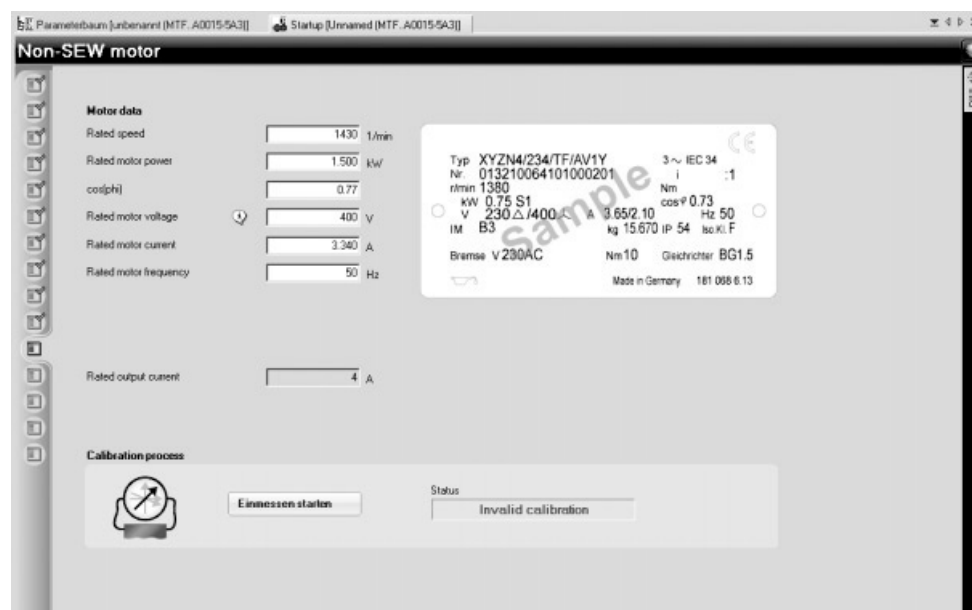 Parameterbaum [unbenannt (MTF..A0015-5A3)] Startup [Unnamed (MTF..A0015-5A3)]
Non-SEW motor
Motor data
Rated speed 1430 1/min
Rated motor power 1.500 kW
cos(phi) 0.77
Rated motor voltage 400 V
Rated motor current 3.340 A
Rated motor frequency 50 Hz
CE
Typ XYZN4/234/TF/AV1Y 3~ IEC 34
Nr. 013210064101000201 i :1
r/min 1380 Nm
kW 0.75 S1 cosφ 0.73
V 230△/400⅄ A 3.65/2.10 Hz 50
IM B3 kg 15.670 IP 54 Iso.Kl. F
Bremse V 230AC Nm 10 Gleichrichter BG1.5
Made in Germany 181 068 6.13
Sample
Rated output current 4 A
Calibration process
Einmessen starten
Status
Invalid calibration